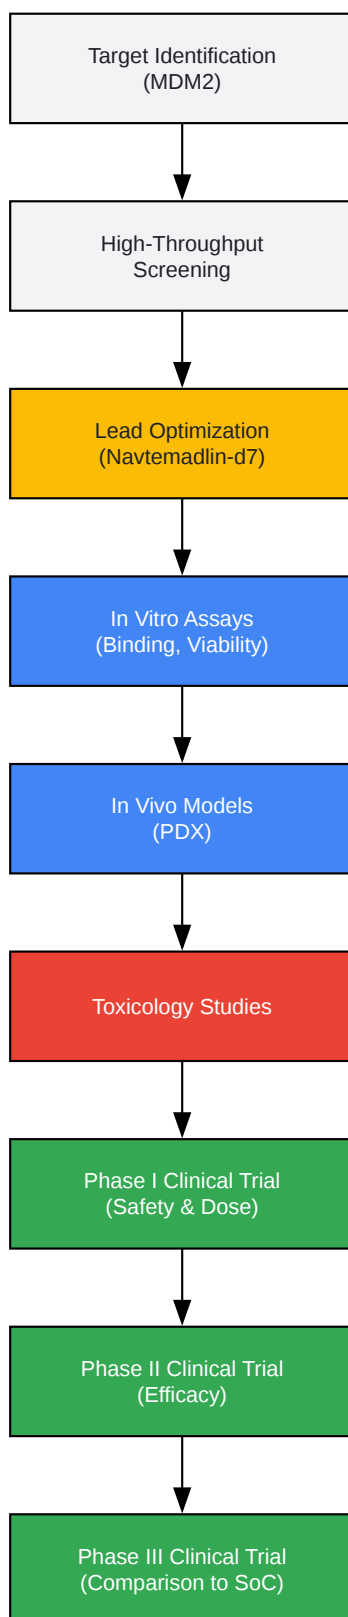 Target Identification
(MDM2)
High-Throughput
Screening
Lead Optimization
(Navtemadlin-d7)
In Vitro Assays
(Binding, Viability)
In Vivo Models
(PDX)
Toxicology Studies
Phase I Clinical Trial
(Safety & Dose)
Phase II Clinical Trial
(Efficacy)
Phase III Clinical Trial
(Comparison to SoC)